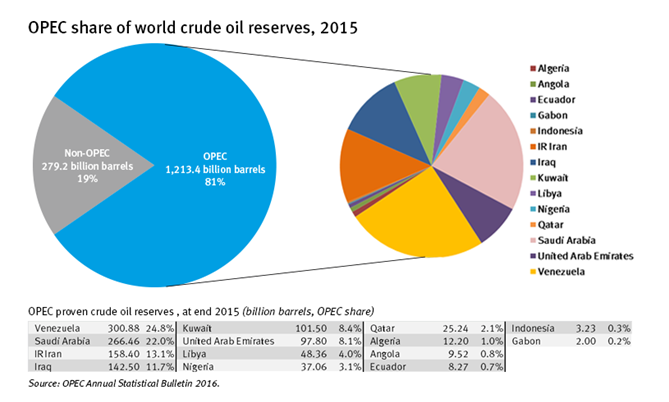 OPEC share of world crude oil reserves, 2015
Non-OPEC
279.2 billion barrels
19%
OPEC
1,213.4 billion barrels
81%
Algeria
Angola
Ecuador
Gabon
Indonesia
IR Iran
Iraq
Kuwait
Libya
Nigeria
Qatar
Saudi Arabia
United Arab Emirates
Venezuela
OPEC proven crude oil reserves , at end 2015 (billion barrels, OPEC share)
Venezuela 300.88 24.8% Kuwait 101.50 8.4% Qatar 25.24 2.1% Indonesia 3.23 0.3%
Saudi Arabia 266.46 22.0% United Arab Emirates 97.80 8.1% Algeria 12.20 1.0% Gabon 2.00 0.2%
IR Iran 158.40 13.1% Libya 48.36 4.0% Angola 9.52 0.8%
Iraq 142.50 11.7% Nigeria 37.06 3.1% Ecuador 8.27 0.7%
Source: OPEC Annual Statistical Bulletin 2016.